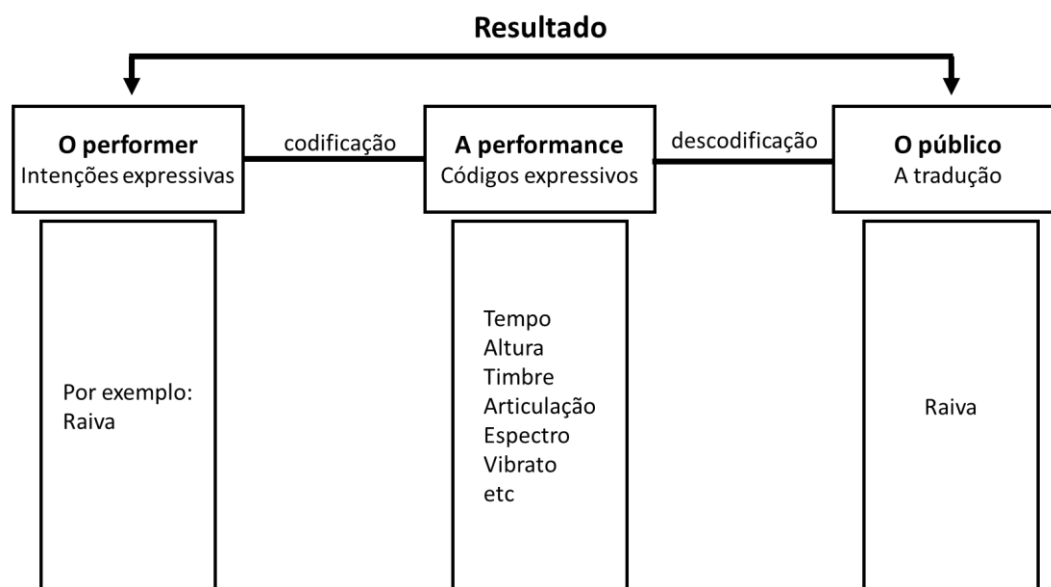 Resultado
O performer
Intenções expressivas
codificação
A performance
Códigos expressivos
descodificação
O público
A tradução
Por exemplo:
Raiva
Tempo
Altura
Timbre
Articulação
Espectro
Vibrato
etc
Raiva